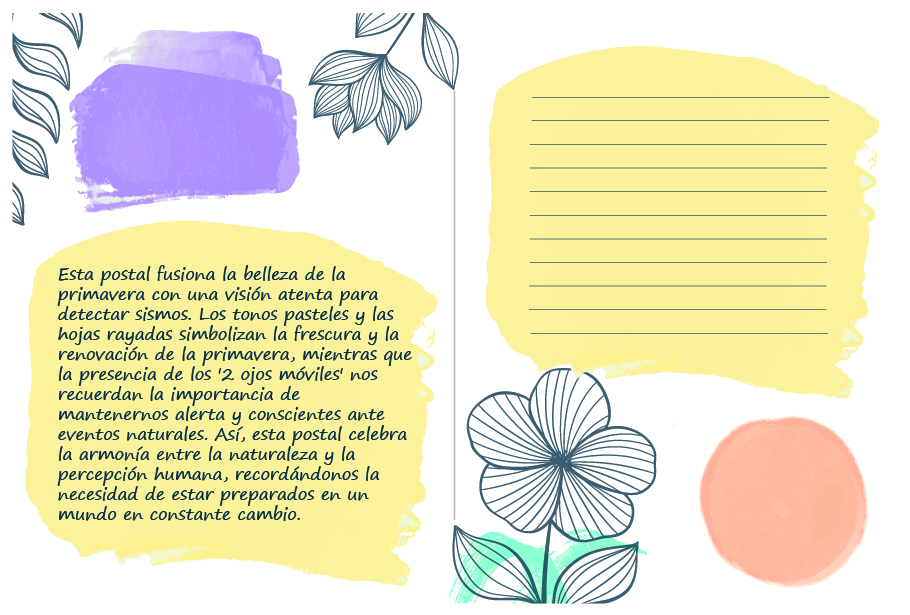 Esta postal fusiona la belleza de la
primavera con una visión atenta para
detectar sismos. Los tonos pasteles y las
hojas rayadas simbolizan la frescura y la
renovación de la primavera, mientras que
la presencia de los '2 ojos móviles' nos
recuerdan la importancia de
mantenernos alerta y conscientes ante
eventos naturales. Así, esta postal celebra
la armonía entre la naturaleza y la
percepción humana, recordándonos la
necesidad de estar preparados en un
mundo en constante cambio.